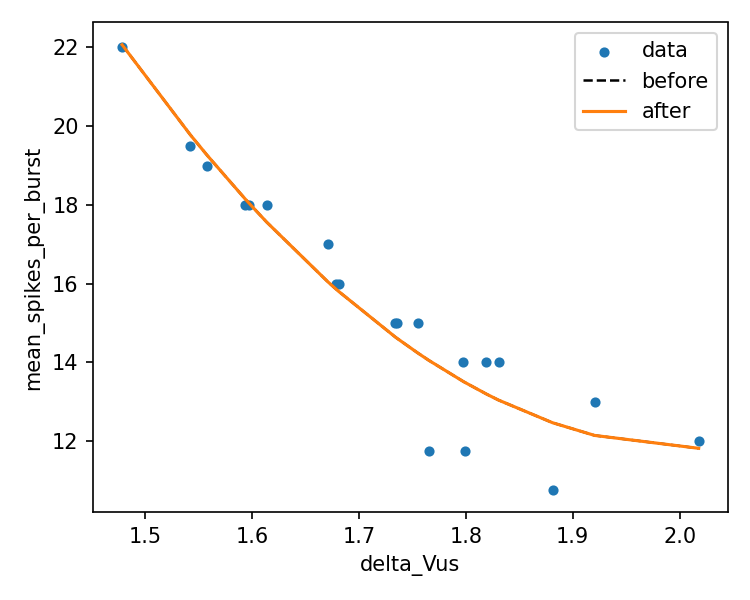 data
before
after
22
20
18
16
14
12
mean_spikes_per_burst
1.5
1.6
1.7
1.8
1.9
2.0
delta_Vus